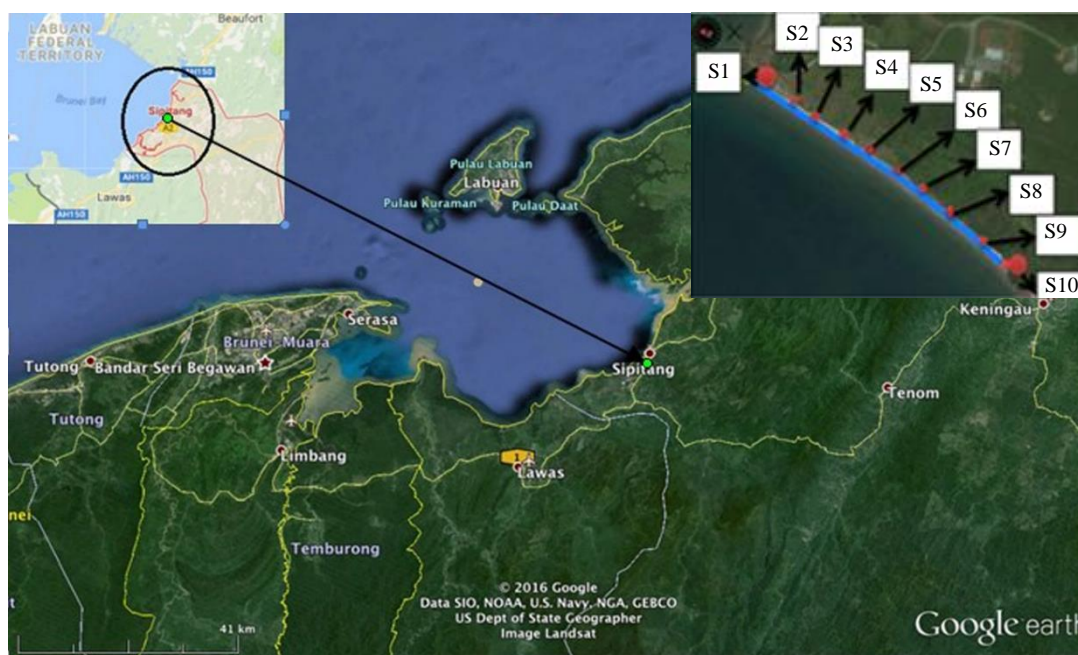 LABUAN
FEDERAL
TERRITORY
Beaufort
AH150
Brunei Bay
Sipitang
A2
AH150
Lawas
AH150
S1
S2
S3
S4
S5
S6
S7
S8
S9
S10
Pulau Labuan
Labuan
Pulau Kuraman
Pulau Daat
Serasa
Brunei-Muara
Tutong
Bandar Seri Begawan
Tutong
Limbang
Temburong
nei
1
Lawas
Sipitang
Keningau
Tenom
© 2016 Google
Data SIO, NOAA, U.S. Navy, NGA, GEBCO
US Dept of State Geographer
Image Landsat
41 km
Google earth